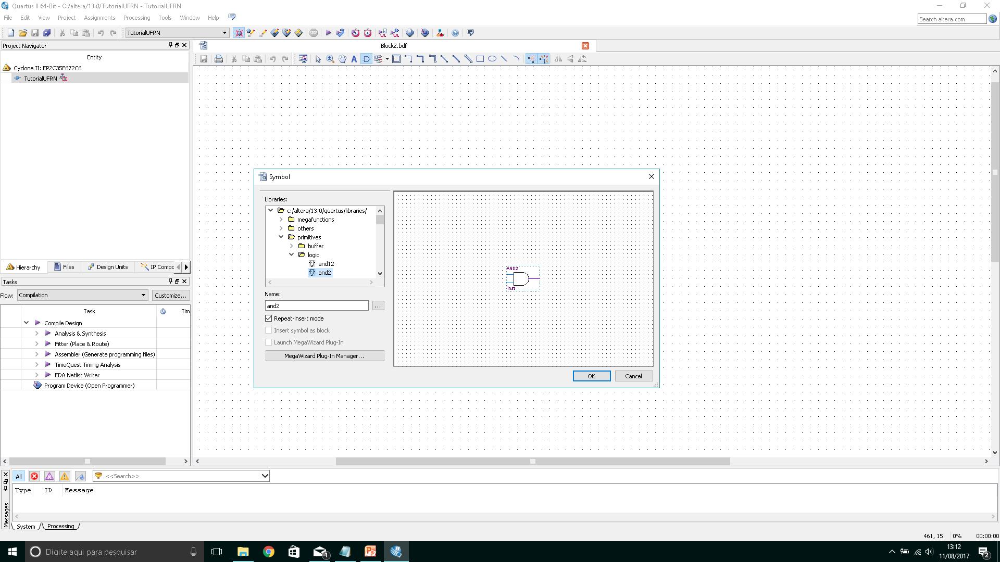 Quartus II 64-Bit - C:/altera/13.0/TutorialUFRN - TutorialUFRN
File Edit View Project Assignments Processing Tools Window Help
Search altera.com
TutorialUFRN
Project Navigator
Block2.bdf
Entity
Cyclone II: EP2C35F672C6
TutorialUFRN
Symbol
Libraries:
c:/altera/13.0/quartus/libraries/
megafunctions
others
primitives
buffer
logic
and12
and2
Name:
and2
...
Repeat-insert mode
Insert symbol as block
Launch MegaWizard Plug-In
MegaWizard Plug-In Manager...
AND2
inst
OK
Cancel
Hierarchy
Files
Design Units
IP Compo
Tasks
Flow:
Compilation
Customize...
Task
Tim
Compile Design
Analysis & Synthesis
Fitter (Place & Route)
Assembler (Generate programming files)
TimeQuest Timing Analysis
EDA Netlist Writer
Program Device (Open Programmer)
All
<<Search>>
Type ID Message
Messages
System
Processing
461, 15 0% 00:00:00
Digite aqui para pesquisar
1
13:12
11/08/2017
2